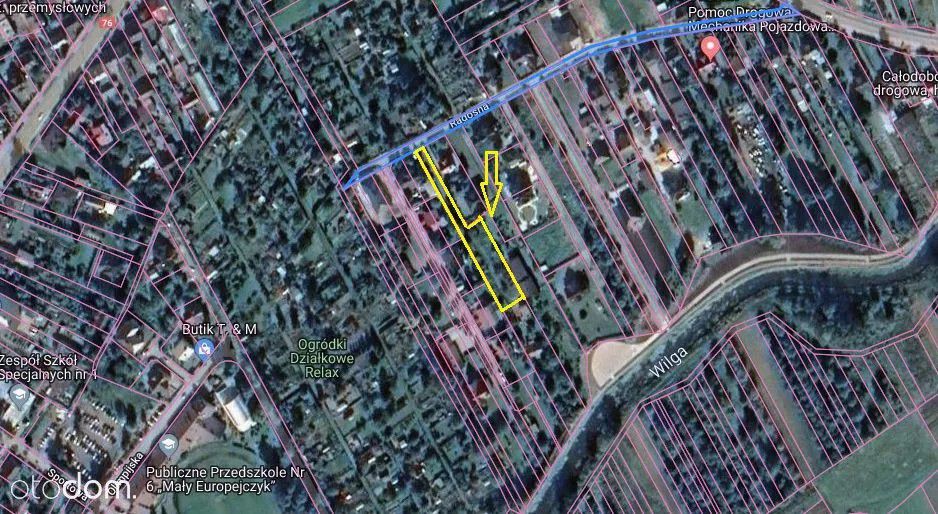 . przemysłowych
76
Pomoc Drogowa
Mechanika Pojazdowa...
Całodobo
drogowa, h
Radosna
Butik T. & M
Ogródki
Działkowe
Relax
Wilga
Zespół Szkół
Specjalnych nr 1
Publiczne Przedszkole Nr
6 „Mały Europejczyk”
otodom.